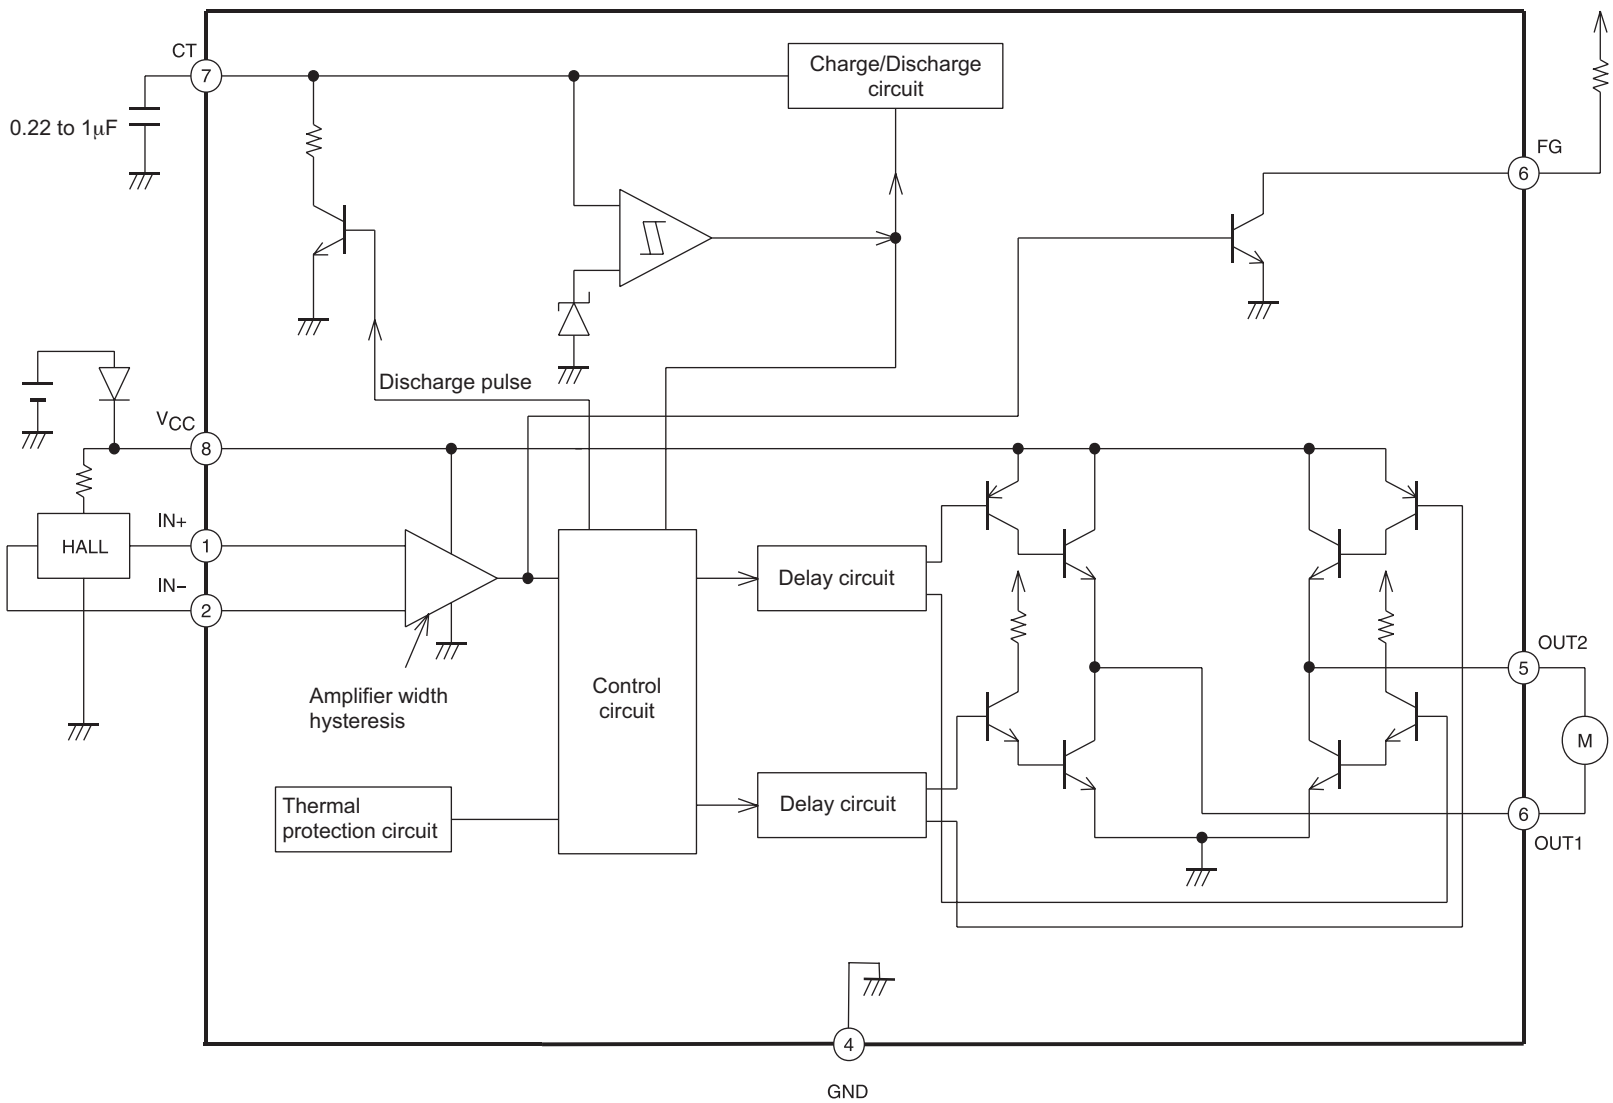 CT
7
Charge/Discharge
circuit
0.22 to 1μF
FG
6
Discharge pulse
VCC
8
IN+
1
HALL
IN−
2
Delay circuit
Amplifier width
hysteresis
Control
circuit
OUT2
5
M
Thermal
protection circuit
Delay circuit
6
OUT1
4
GND